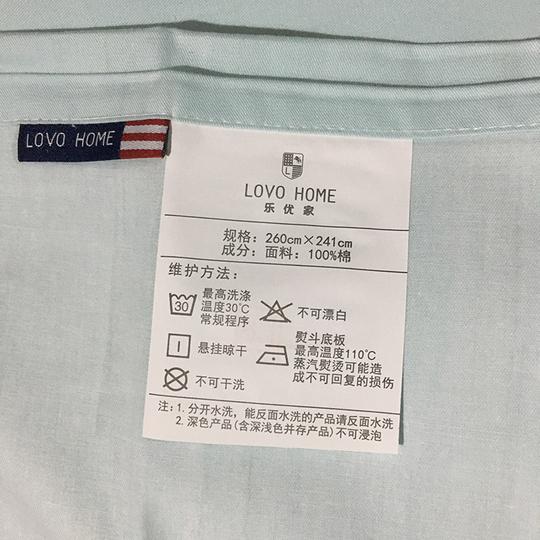 LOVO HOME
L
LOVO HOME
乐优家
规格：260cm×241cm
成分：面料：100%棉
维护方法：
30
最高洗涤
温度30℃
常规程序
不可漂白
悬挂晾干
熨斗底板
最高温度110℃
蒸汽熨烫可能造
成不可回复的损伤
不可干洗
注：1. 分开水洗，能反面水洗的产品请反面水洗
2. 深色产品(含深浅色并存产品)不可浸泡